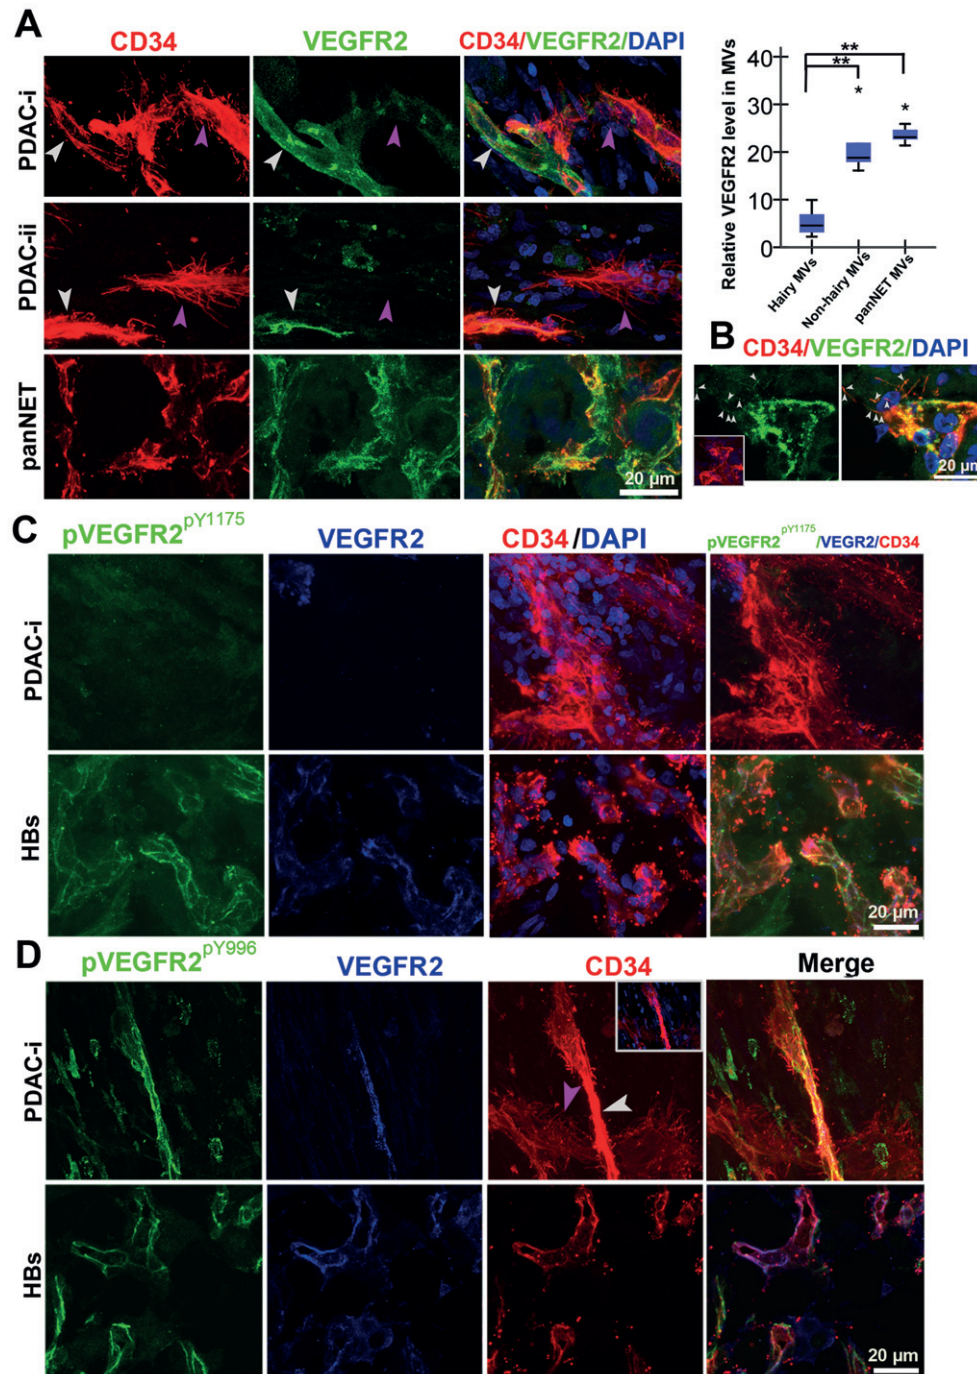 A
CD34
VEGFR2
CD34/VEGFR2/DAPI
PDAC-i
PDAC-ii
panNET
20 µm
Relative VEGFR2 level in MVs
40
30
20
10
0
**
**
*
*
Hairy MVs
Non-hairy MVs
panNET MVs
B
CD34/VEGFR2/DAPI
20 µm
C
pVEGFR2pY1175
VEGFR2
CD34/DAPI
pVEGFR2pY1175/VEGR2/CD34
PDAC-i
HBs
20 µm
D
pVEGFR2pY996
VEGFR2
CD34
Merge
PDAC-i
HBs
20 µm